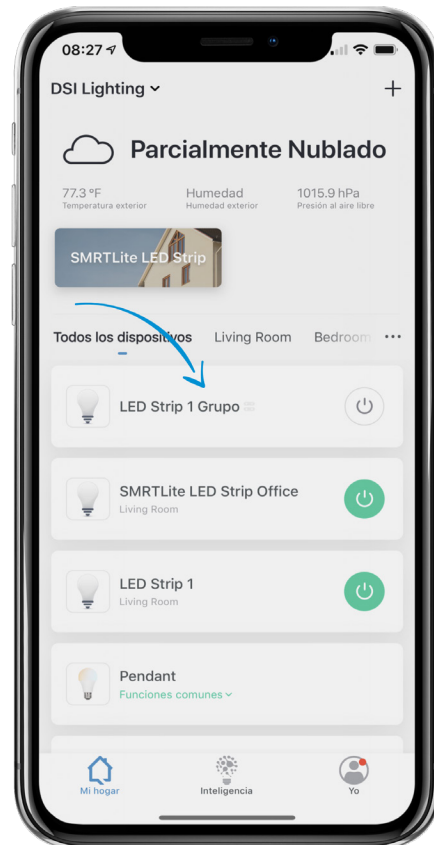 08:27
DSI Lighting
Parcialmente Nublado
77.3 °F Humedad 1015.9 hPa
Temperatura exterior Humedad exterior Presión al aire libre
SMRTLite LED Strip
Todos los dispositivos Living Room Bedroom
LED Strip 1 Grupo
SMRTLite LED Strip Office
Living Room
LED Strip 1
Living Room
Pendant
Funciones comunes
Mi hogar Inteligencia Yo